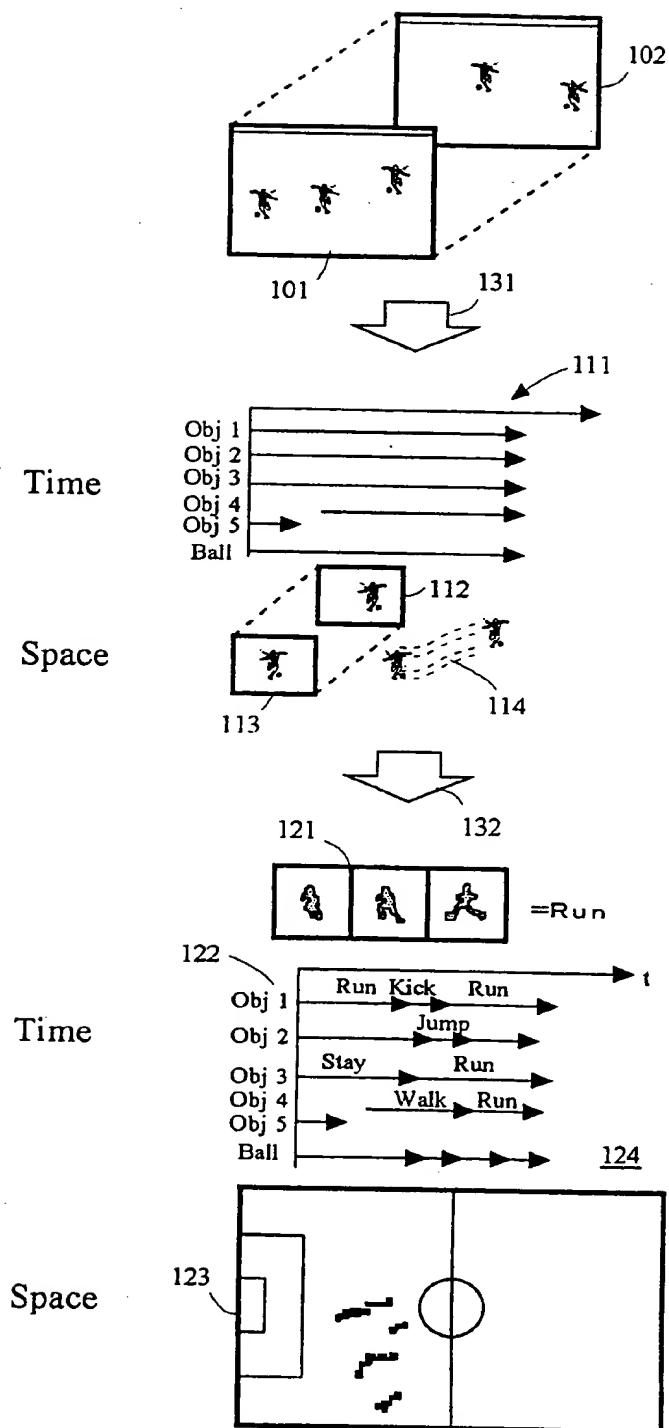 102
101
131
111
Obj 1
Obj 2
Obj 3
Obj 4
Obj 5
Ball
Time
112
Space
113
114
132
121
=Run
122
t
Obj 1 Run Kick Run
Obj 2 Jump
Obj 3 Stay Run
Obj 4 Walk Run
Obj 5
Ball
Time
124
123
Space